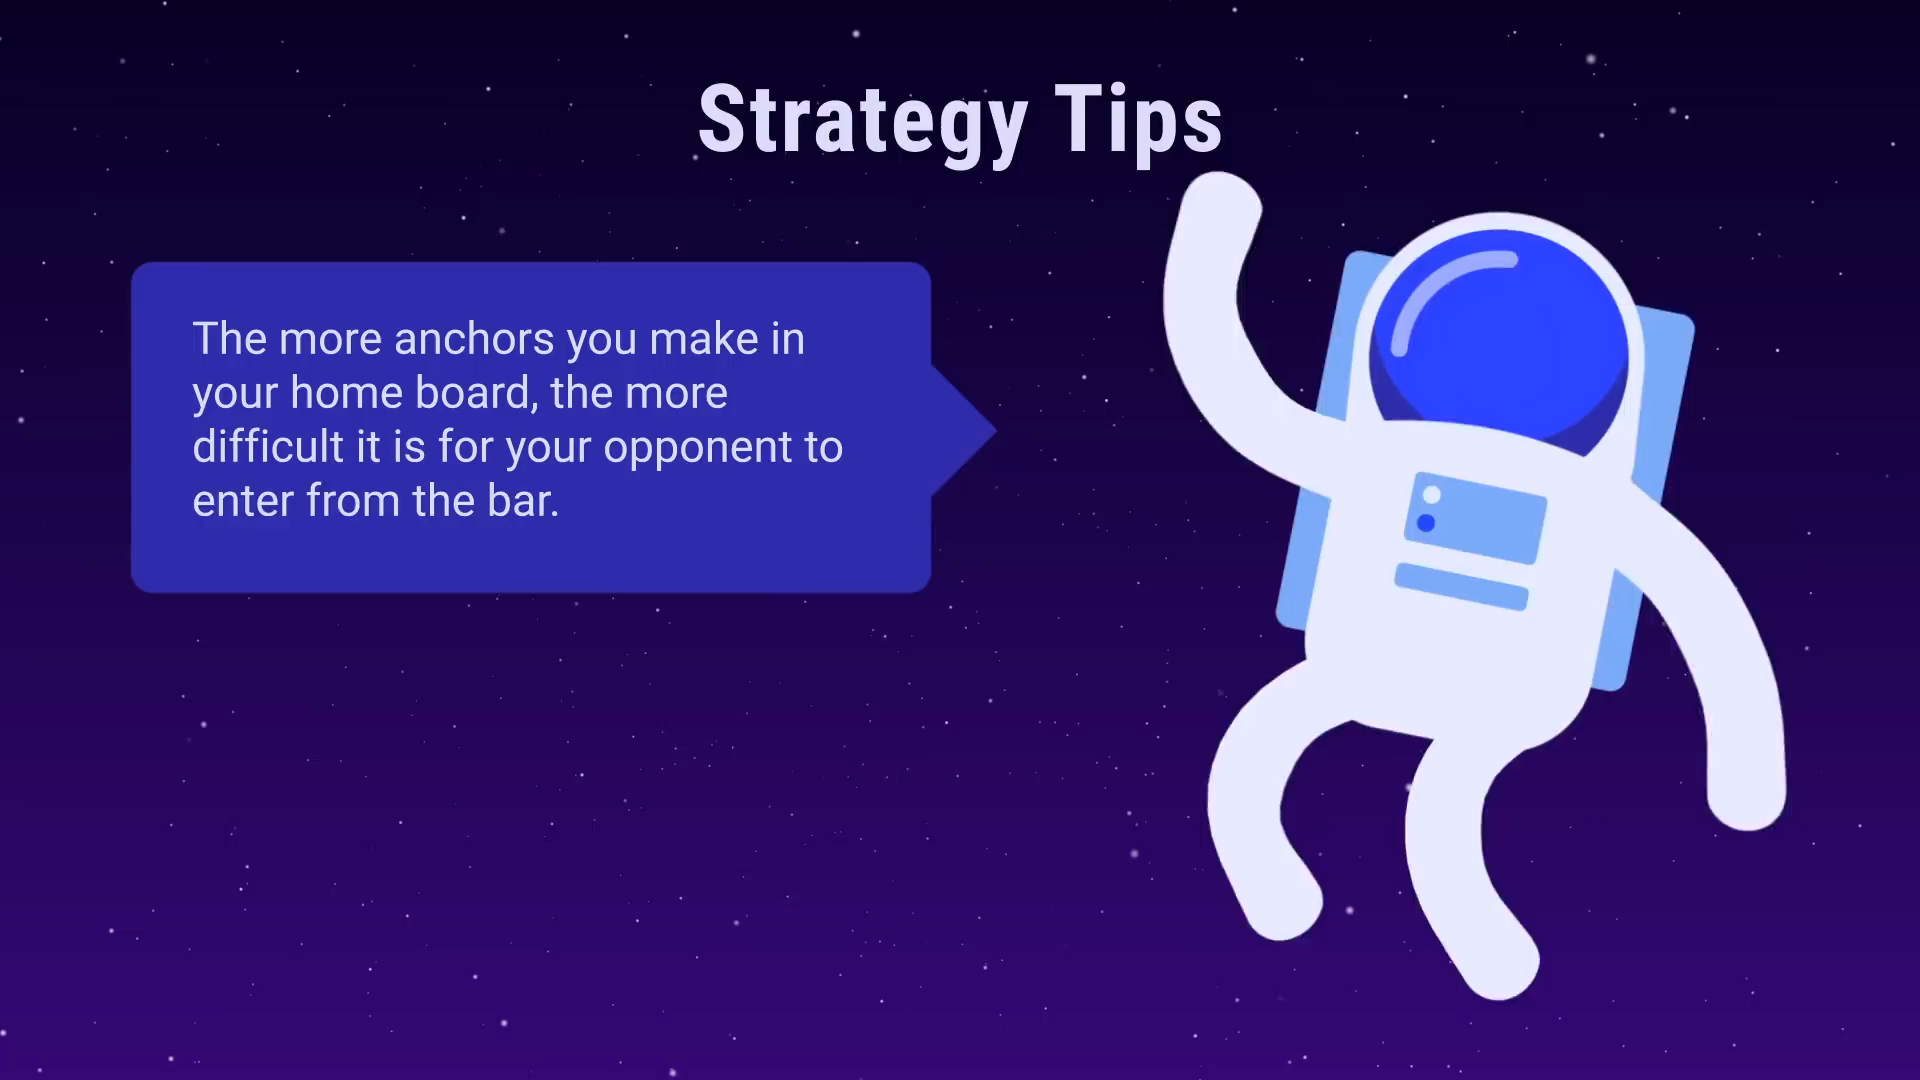 Strategy Tips
The more anchors you make in
your home board, the more
difficult it is for your opponent to
enter from the bar.